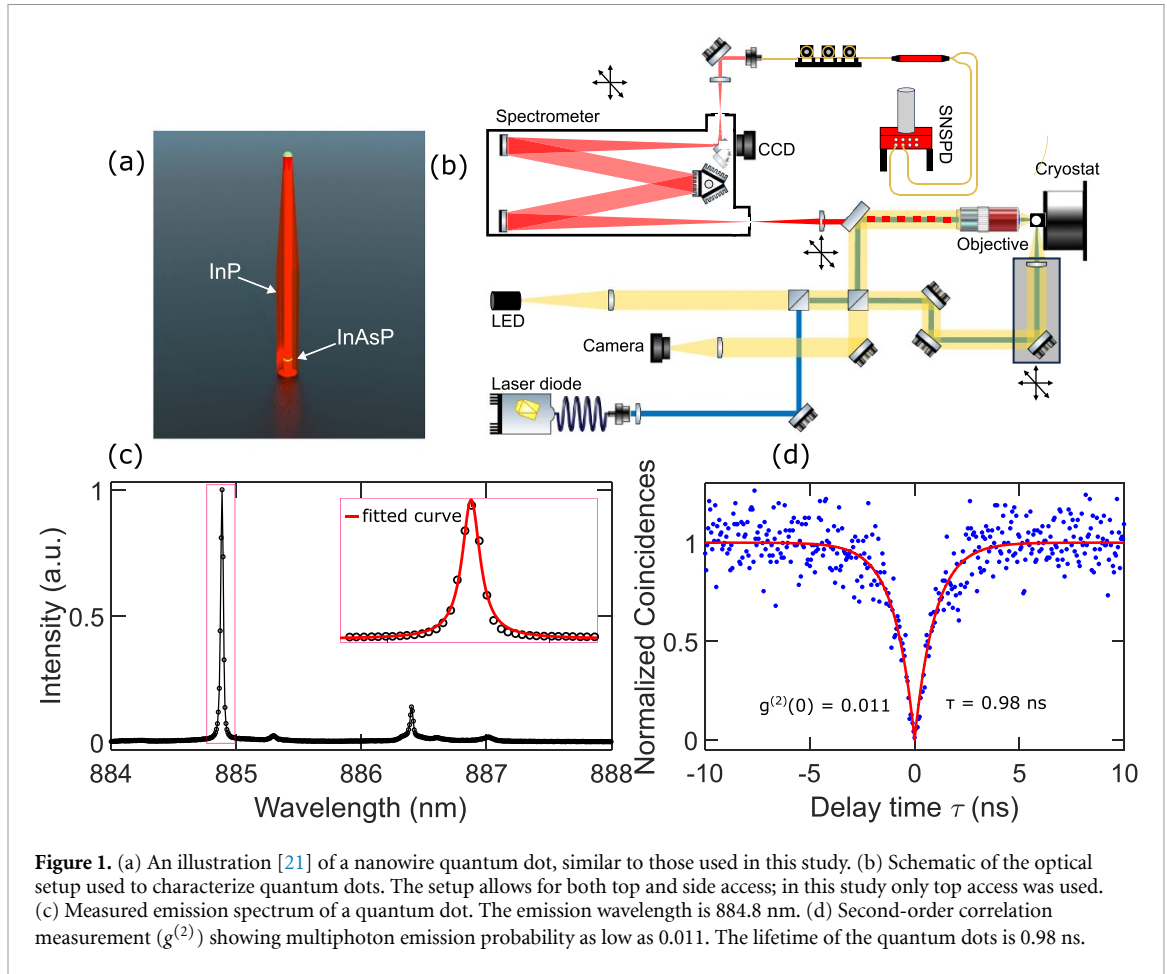 (a)
InP
InAsP
(b)
Spectrometer
CCD
SNSPD
Cryostat
Objective
LED
Camera
Laser diode
(c)
Intensity (a.u.)
1
0.5
0
fitted curve
884
885
886
887
888
Wavelength (nm)
(d)
Normalized Coincidences
1
0.5
0
g⁽²⁾(0) = 0.011
τ = 0.98 ns
-10
-5
0
5
10
Delay time τ (ns)
Figure 1. (a) An illustration [21] of a nanowire quantum dot, similar to those used in this study. (b) Schematic of the optical
setup used to characterize quantum dots. The setup allows for both top and side access; in this study only top access was used.
(c) Measured emission spectrum of a quantum dot. The emission wavelength is 884.8 nm. (d) Second-order correlation
measurement (g⁽²⁾) showing multiphoton emission probability as low as 0.011. The lifetime of the quantum dots is 0.98 ns.